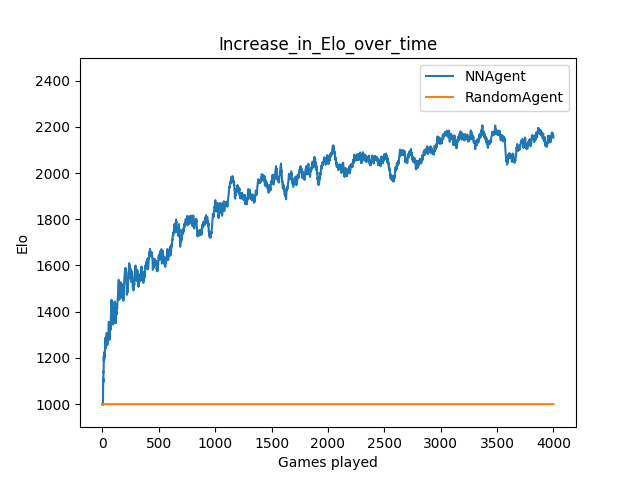 Increase_in_Elo_over_time
NNAgent
RandomAgent
2400
2200
2000
1800
1600
1400
1200
1000
Elo
0 500 1000 1500 2000 2500 3000 3500 4000
Games played